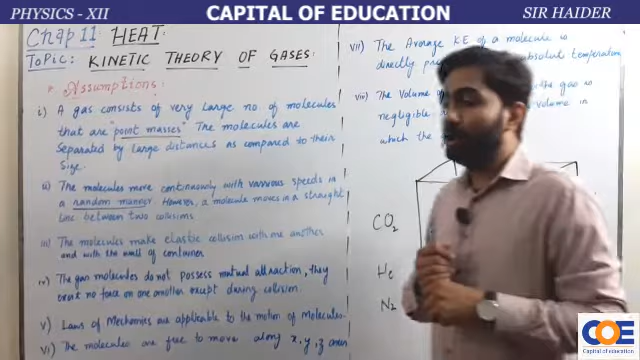 PHYSICS - XII
CAPITAL OF EDUCATION
SIR HAIDER
Chap 11 HEAT
TOPIC: KINETIC THEORY OF GASES.
* Assumptions
i) A gas consists of very large no of molecules
that are "point masses" The molecules are
separated by large distances as compared to their
size.
ii) The molecules move continuously with various speeds in
a random manner. However, a molecule moves in a straight
line between two collisions.
iii) The molecules make elastic collision with one another
and with the wall of container
iv) The gas molecules do not possess mutual attraction, they
exert no force on one another except during collision
v) Laws of Mechanics are applicable to the motion of Molecules.
vi) The molecules are free to move along x, y, z axes
vii) The Average KE of a molecule is
directly absolute temperature
viii) The Volume the gas is
negligible volume in
which the
CO2
He
N2
COE
Capital of education